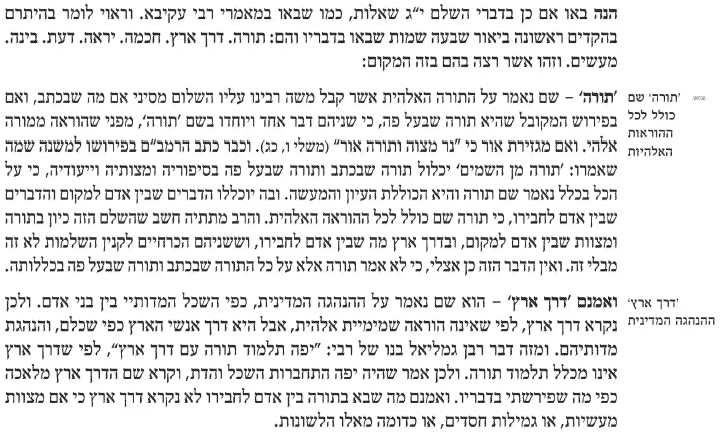 הנה באו אם כן בדברי השלם י״ג שאלות, כמו שבאו במאמרי רבי עקיבא. וראוי לומר בהיתרם
בהקדים ראשונה ביאור שבעה שמות שבאו בדבריו והם: תורה. דרך ארץ. חכמה. יראה. דעת. בינה.
מעשים. וזהו אשר רצה בהם בזה המקום:
׳תורה׳ – שם נאמר על התורה האלהית אשר קבל משה רבינו עליו השלום מסיני אם מה שבכתב, ואם
בפירוש המקובל שהיא תורה שבעל פה, כי שניהם דבר אחד ויוחדו בשם ׳תורה׳, מפני שהוראה ממורה
אלהי. ואם מגזירת אור כי ״נר מצוה ותורה אור״ (משלי ו, כג). וכבר כתב הרמב״ם בפירושו למשנה שמה
שאמרו: ׳תורה מן השמים׳ יכלול תורה שבכתב ותורה שבעל פה בסיפוריה ומצותיה וייעודיה, כי על
הכל בכלל נאמר שם תורה והיא הכוללת העיון והמעשה. ובה יוכללו הדברים שבין אדם למקום והדברים
שבין אדם לחבירו, כי תורה שם כולל לכל ההוראה האלהית. והרב מתתיה חשב שהשלם הזה כיון בתורה
ומצוות שבין אדם למקום, ובדרך ארץ מה שבין אדם לחבירו, וששניהם הכרחיים לקנין השלמות לא זה
מבלי זה. ואין הדבר הזה כן אצלי, כי לא אמר תורה אלא על כל התורה שבכתב ותורה שבעל פה בכללותה.
׳תורה׳ שם
כולל לכל
ההוראות
האלהיות
ואמנם ׳דרך ארץ׳ – הוא שם נאמר על ההנהגה המדינית, כפי השכל המדותיי בין בני אדם. ולכן
נקרא דרך ארץ, לפי שאינה הוראה שמימיית אלהית, אבל היא דרך אנשי הארץ כפי שכלם, והנהגת
מדותיהם. ומזה דבר רבן גמליאל בנו של רבי: ״יפה תלמוד תורה עם דרך ארץ״, לפי שדרך ארץ
אינו מכלל תלמוד תורה. ולכן אמר שהיה יפה התחברות השכל והדת, וקרא שם הדרך ארץ מלאכה
כפי מה שפירשתי בדבריו. ואמנם מה שבא בתורה בין אדם לחבירו לא נקרא דרך ארץ כי אם מצוות
מעשיות, או גמילות חסדים, או כדומה מאלו הלשונות.
׳דרך ארץ׳
ההנהגה המדינית